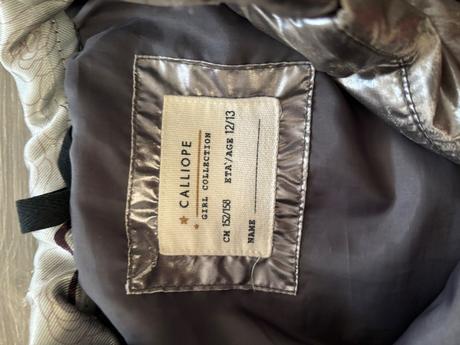 CALLIOPE
GIRL COLLECTION
CM 152/158 ETA'/AGE 12/13
NAME